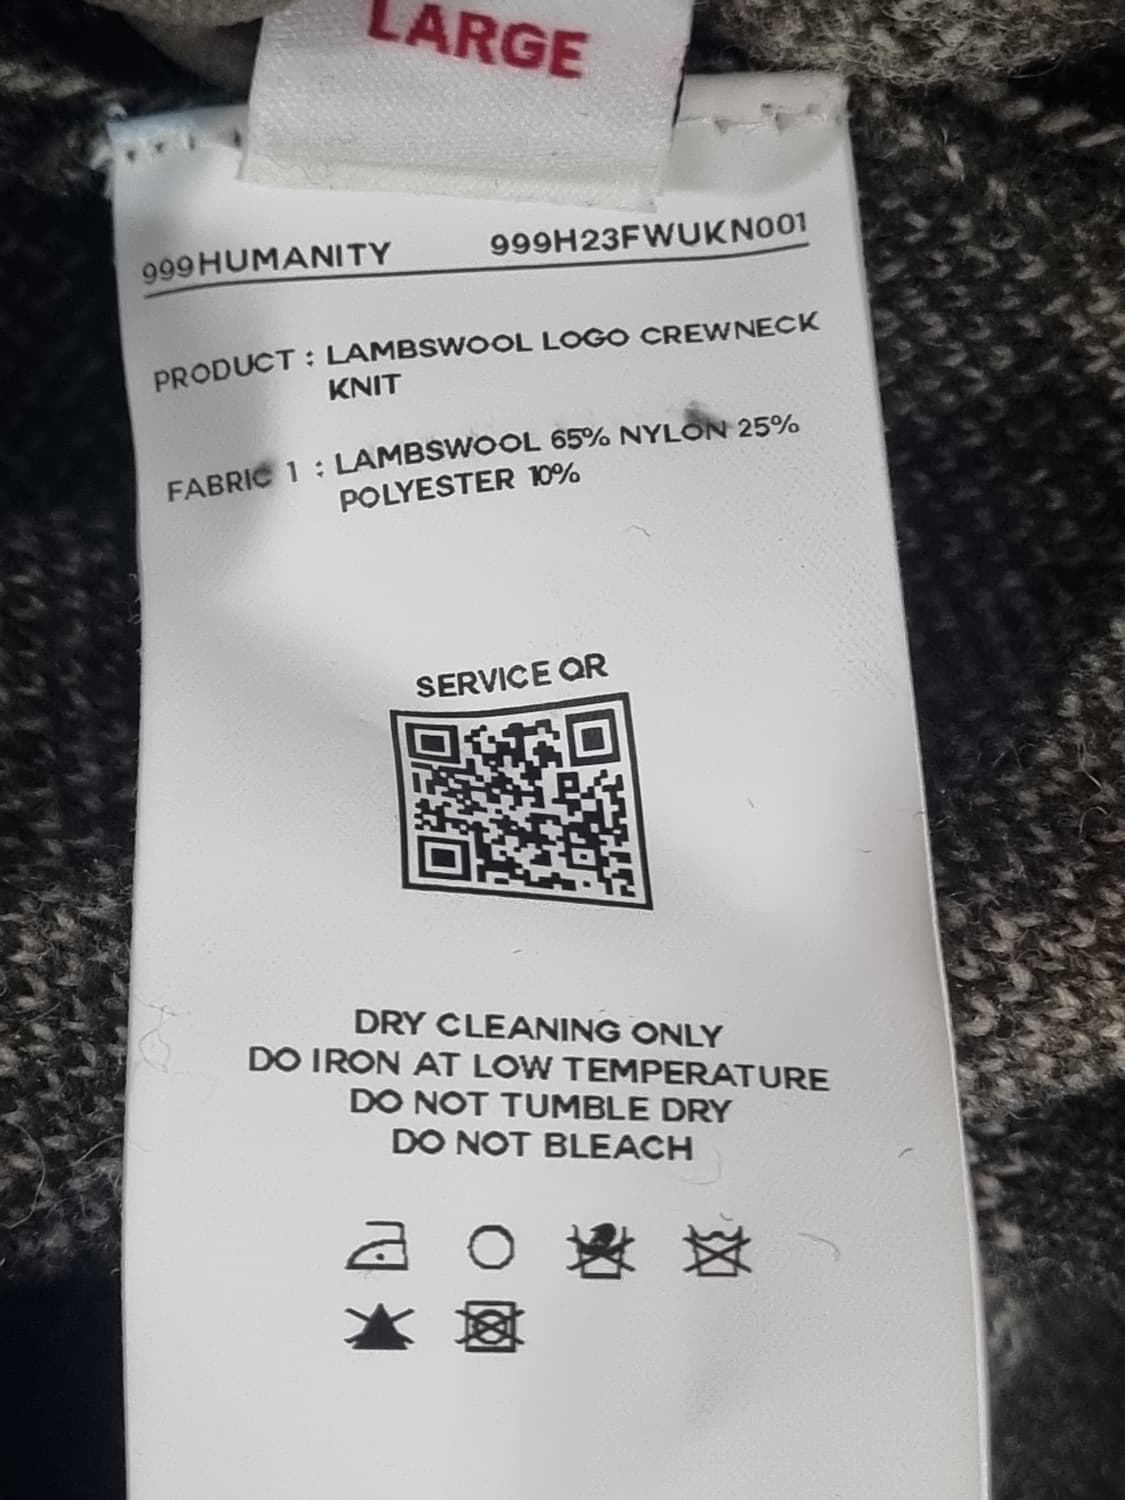 LARGE
999HUMANITY 999H23FWUKN001
PRODUCT : LAMBSWOOL LOGO CREWNECK
KNIT
FABRIC 1 : LAMBSWOOL 65% NYLON 25%
POLYESTER 10%
SERVICE QR
DRY CLEANING ONLY
DO IRON AT LOW TEMPERATURE
DO NOT TUMBLE DRY
DO NOT BLEACH